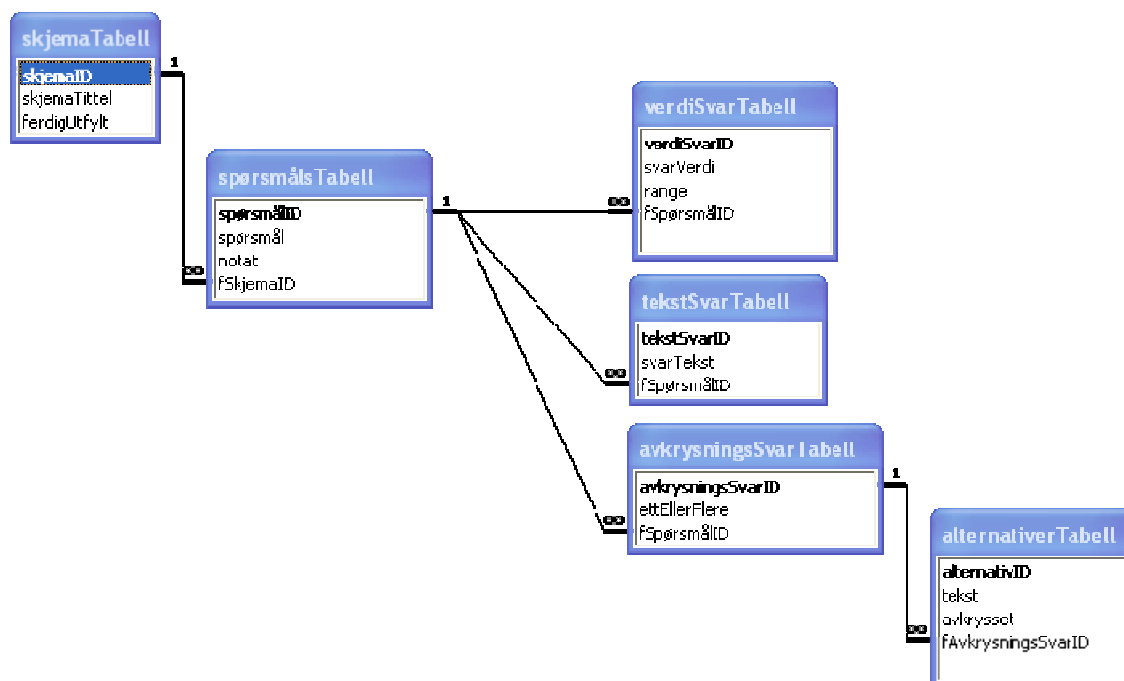 skjemaTabell
skjemaID
skjemaTittel
ferdigUtfylt
1
∞
spørsmålsTabell
spørsmålID
spørsmål
notat
fSkjemaID
1
∞
verdiSvarTabell
verdiSvarID
svarVerdi
range
fSpørsmålID
∞
tekstSvarTabell
tekstSvarID
svarTekst
fSpørsmålID
∞
avkrysningsSvarTabell
avkrysningsSvarID
ettEllerFlere
fSpørsmålID
1
∞
alternativerTabell
alternativID
tekst
avkrysset
fAvkrysningsSvarID